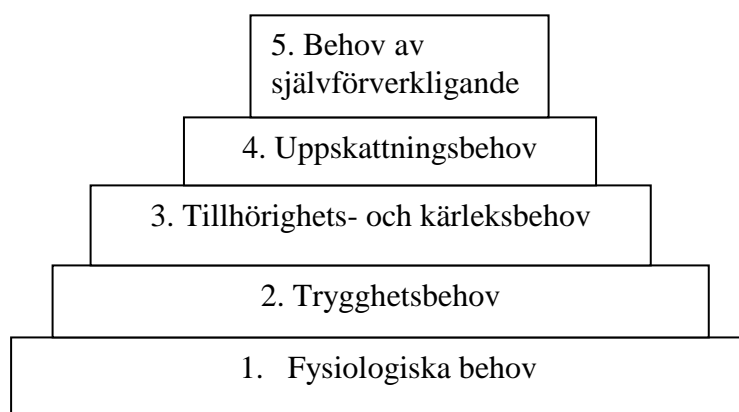 5. Behov av
självförverkligande
4. Uppskattningsbehov
3. Tillhörighets- och kärleksbehov
2. Trygghetsbehov
1. Fysiologiska behov